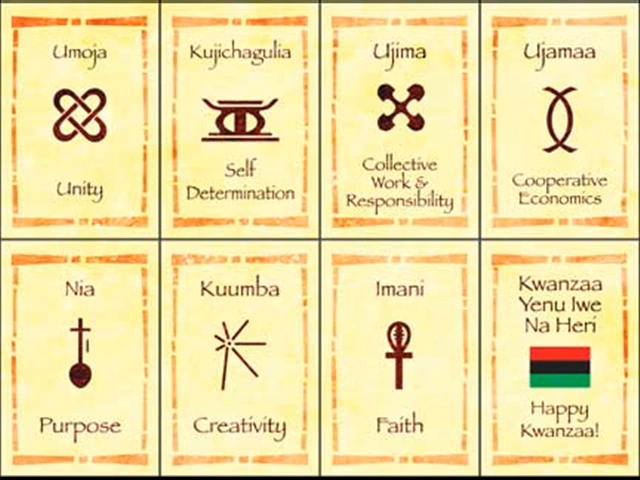 Umoja
Unity
Kujichagulia
Self
Determination
Ujima
Collective
Work &
Responsibility
Ujamaa
Cooperative
Economics
Nia
Purpose
Kuumba
Creativity
Imani
Faith
Kwanzaa
Yenu Iwe
Na Heri
Happy
Kwanzaa!